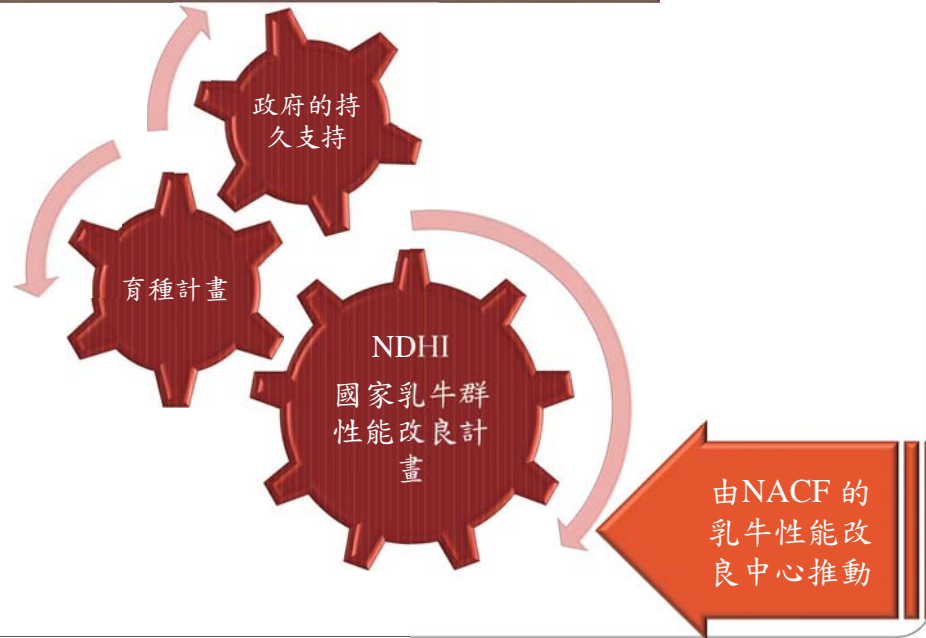 政府的持
久支持
育種計畫
NDHI
國家乳牛群
性能改良計
畫
由NACF 的
乳牛性能改
良中心推動